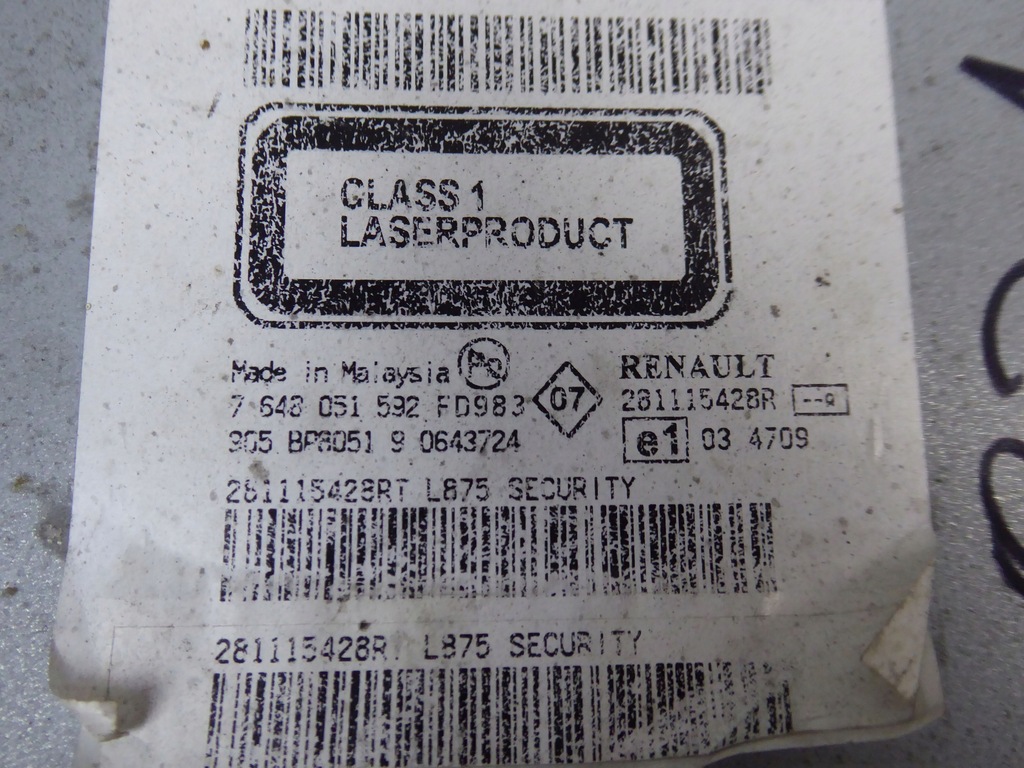 CLASS 1
LASERPRODUCT
Made in Malaysia
RENAULT
7 648 051 592 FD983
07
281115428R
905 BP8051 9 0643724
e1 03 4709
281115428RT L875 SECURITY
281115428RT L875 SECURITY